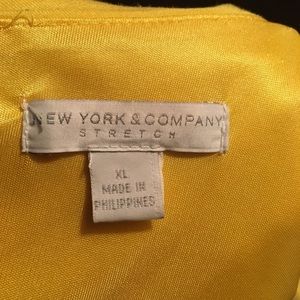 NEW YORK & COMPANY
STRETCH
XL
MADE IN
PHILIPPINES